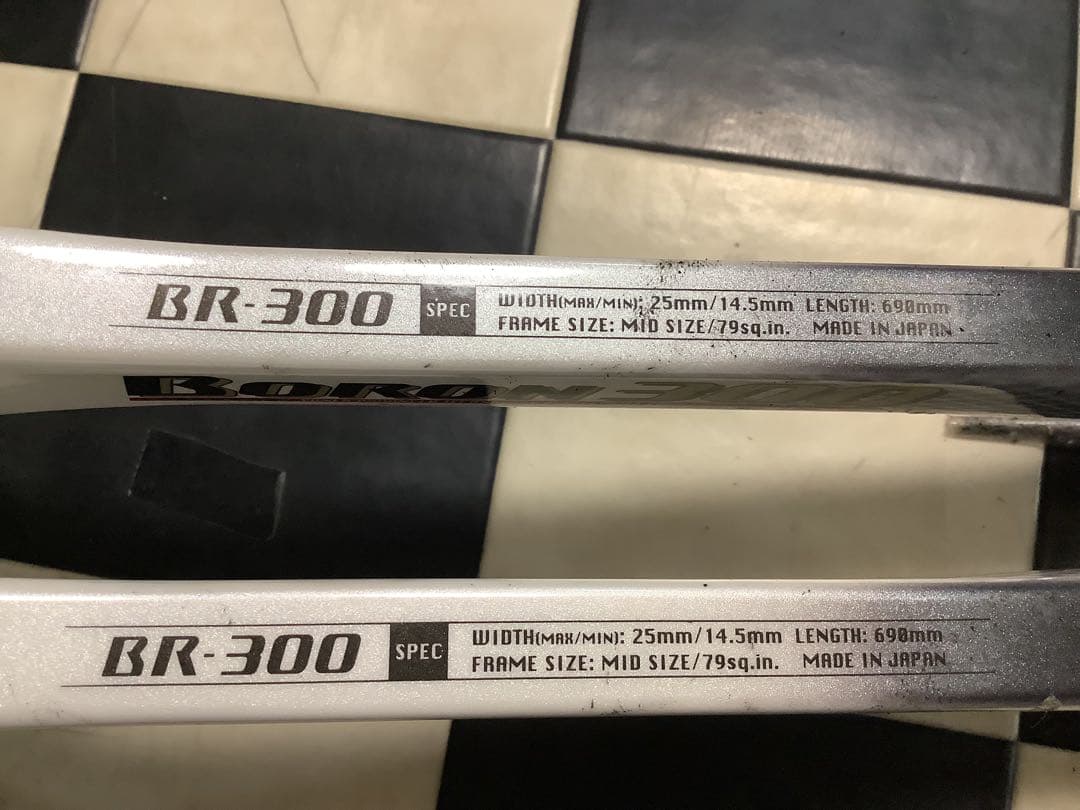 BR-300 SPEC WIDTH(MAX/MIN): 25mm/14.5mm LENGTH: 690mm
FRAME SIZE: MID SIZE/79sq.in. MADE IN JAPAN
BORON 300
BR-300 SPEC WIDTH(MAX/MIN): 25mm/14.5mm LENGTH: 690mm
FRAME SIZE: MID SIZE/79sq.in. MADE IN JAPAN